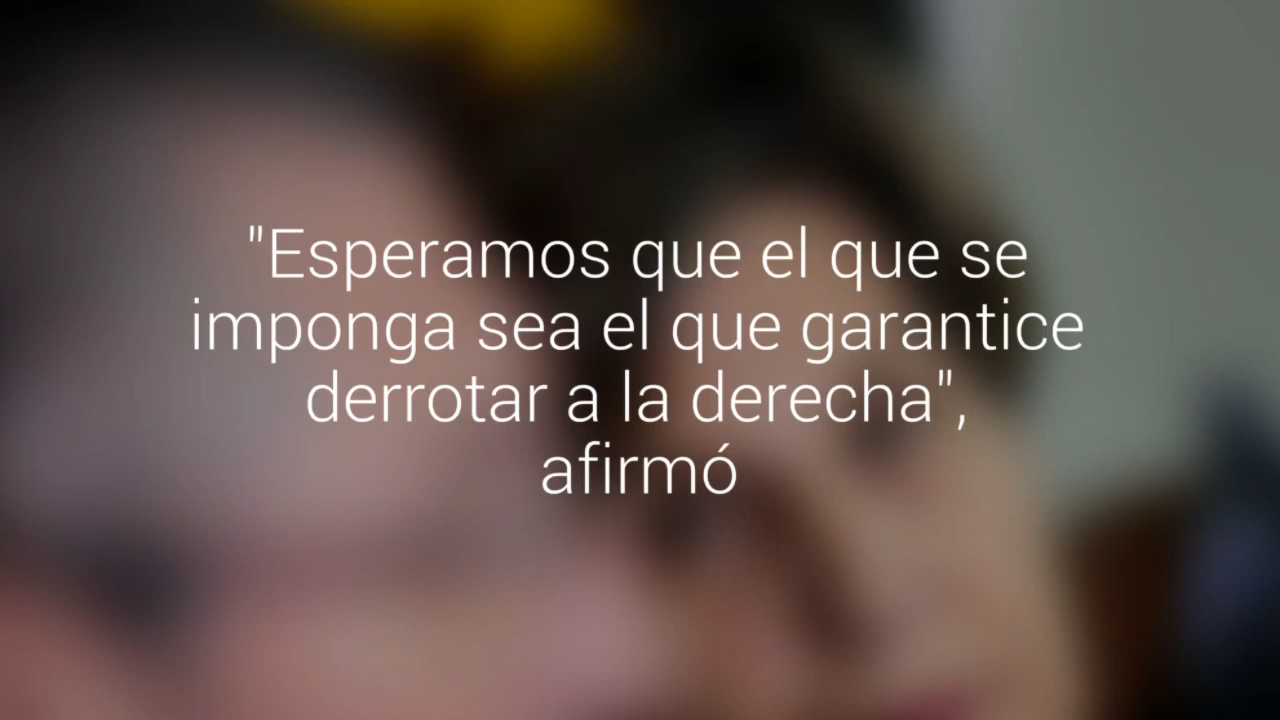 "Esperamos que el que se
imponga sea el que garantice
derrotar a la derecha",
afirmó